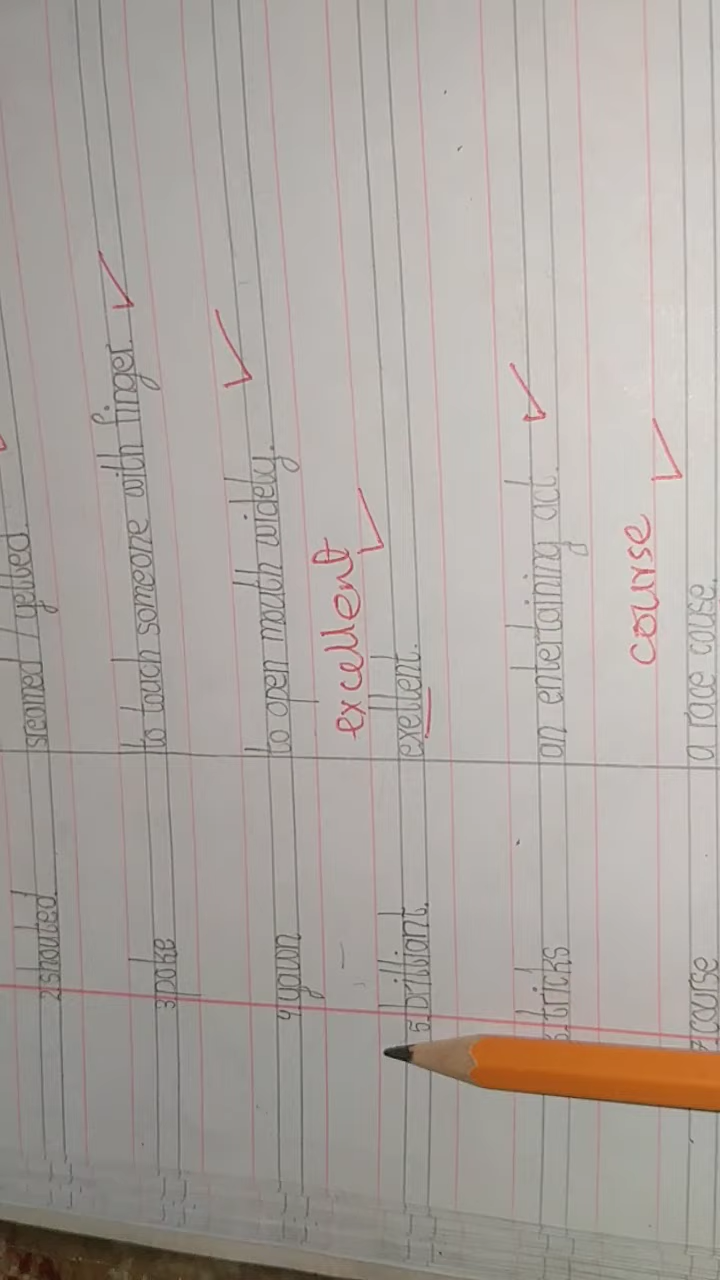 2 shouted. screamed / yelled.
3 poke to touch someone with finger.
4 yawn to open mouth widely.
excellent
5. brilliant. exellent.
6. tricks an entertaining act.
course
7 course a race couse.